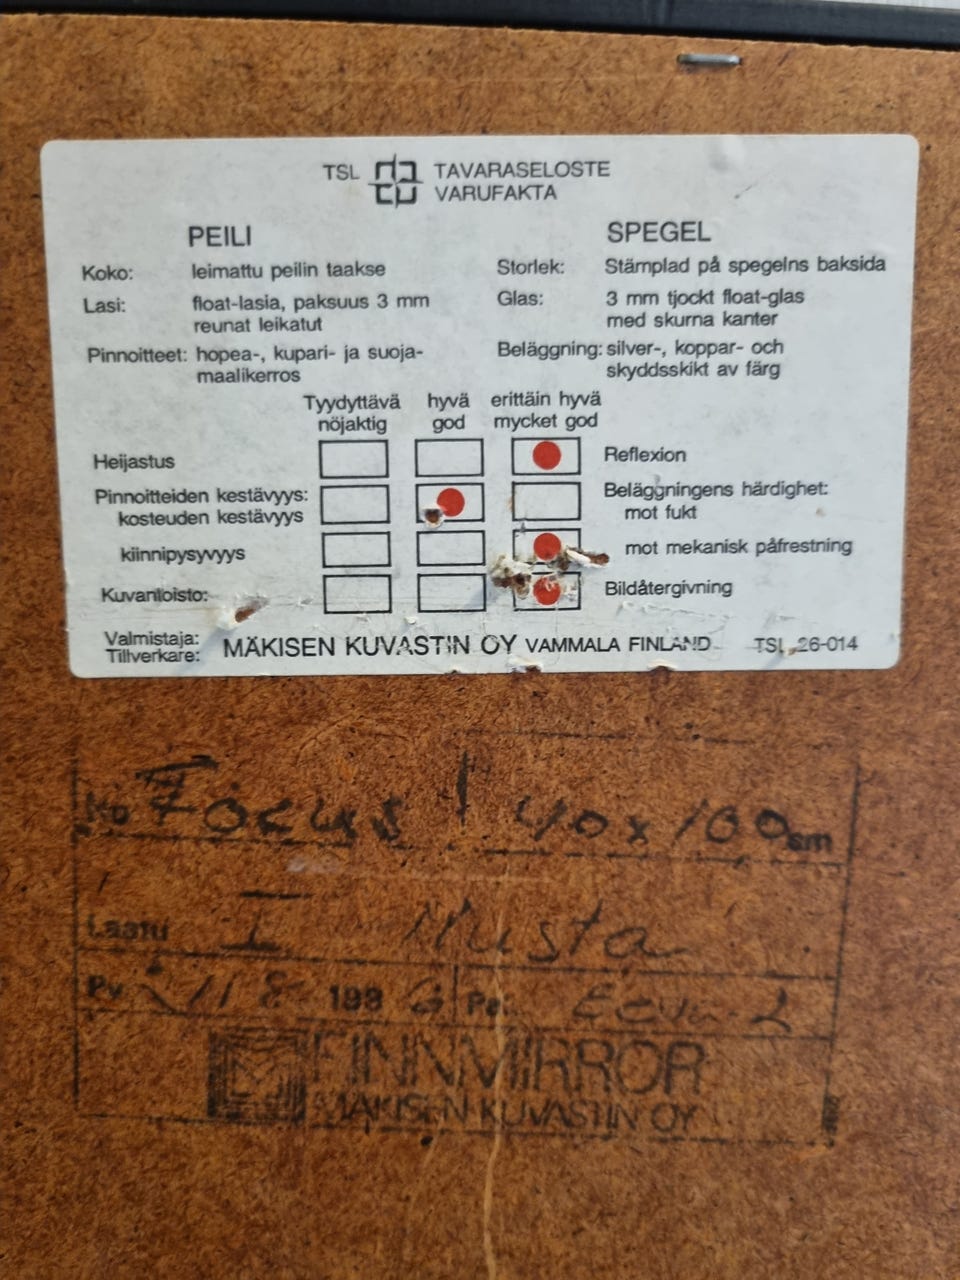 TSL TAVARASELOSTE
VARUFAKTA
PEILI
Koko: leimattu peilin taakse
Lasi: float-lasia, paksuus 3 mm
reunat leikatut
Pinnoitteet: hopea-, kupari- ja suoja-
maalikerros
SPEGEL
Storlek: Stämplad på spegelns baksida
Glas: 3 mm tjockt float-glas
med skurna kanter
Beläggning: silver-, koppar- och
skyddsskikt av färg
Tyydyttävä hyvä erittäin hyvä
nöjaktig god mycket god
Heijastus Reflexion
Pinnoitteiden kestävyys: Beläggningens härdighet:
kosteuden kestävyys mot fukt
kiinnipysyvyys mot mekanisk påfrestning
Kuvantoisto: Bildåtergivning
Valmistaja: MÄKISEN KUVASTIN OY VAMMALA FINLAND TSL 26-014
Tillverkare:
Focus 40x100 cm
Laatu I Musta
Pv 198 6
FINNMIRROR
MÄKISEN KUVASTIN OY